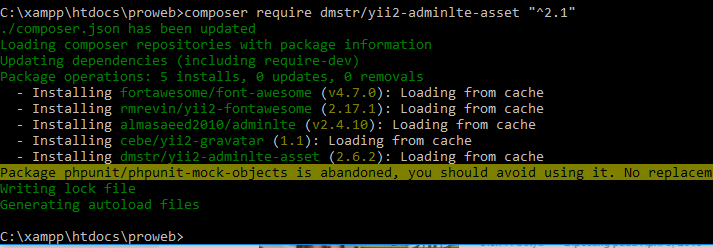 C:\xampp\htdocs\proweb>composer require dmstr/yii2-adminlte-asset "^2.1"
./composer.json has been updated
Loading composer repositories with package information
Updating dependencies (including require-dev)
Package operations: 5 installs, 0 updates, 0 removals
  - Installing fortawesome/font-awesome (v4.7.0): Loading from cache
  - Installing rmrevin/yii2-fontawesome (2.17.1): Loading from cache
  - Installing almasaeed2010/adminlte (v2.4.10): Loading from cache
  - Installing cebe/yii2-gravatar (1.1): Loading from cache
  - Installing dmstr/yii2-adminlte-asset (2.6.2): Loading from cache
Package phpunit/phpunit-mock-objects is abandoned, you should avoid using it. No replacem
Writing lock file
Generating autoload files
C:\xampp\htdocs\proweb>